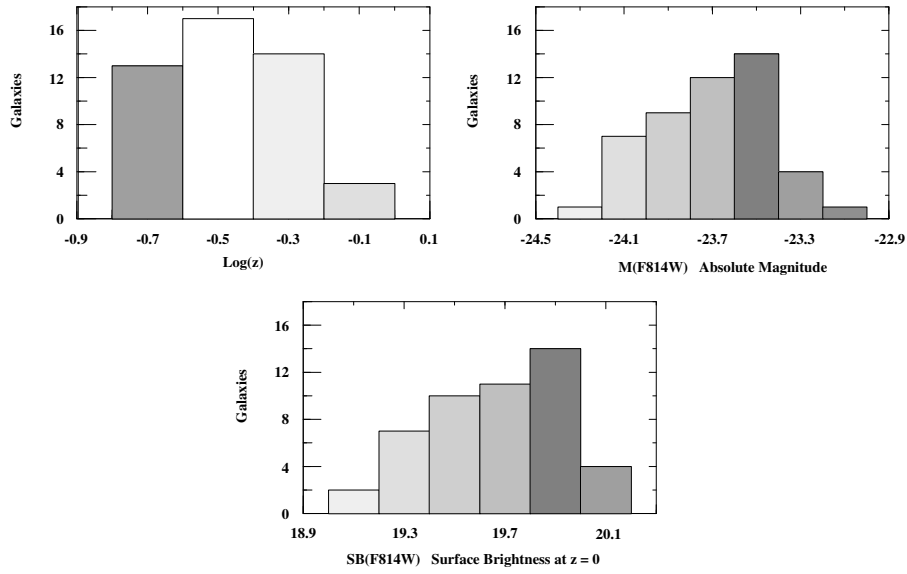 16
12
8
4
0
Galaxies
-0.9 -0.7 -0.5 -0.3 -0.1 0.1
Log(z)
16
12
8
4
0
Galaxies
-24.5 -24.1 -23.7 -23.3 -22.9
M(F814W) Absolute Magnitude
16
12
8
4
0
Galaxies
18.9 19.3 19.7 20.1
SB(F814W) Surface Brightness at z = 0